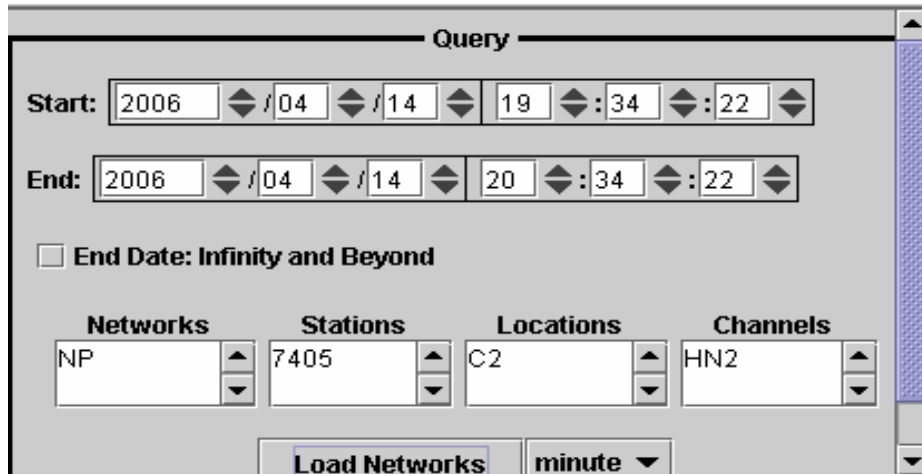 Query
Start: 2006 / 04 / 14 19 : 34 : 22
End: 2006 / 04 / 14 20 : 34 : 22
End Date: Infinity and Beyond
Networks Stations Locations Channels
NP 7405 C2 HN2
Load Networks minute